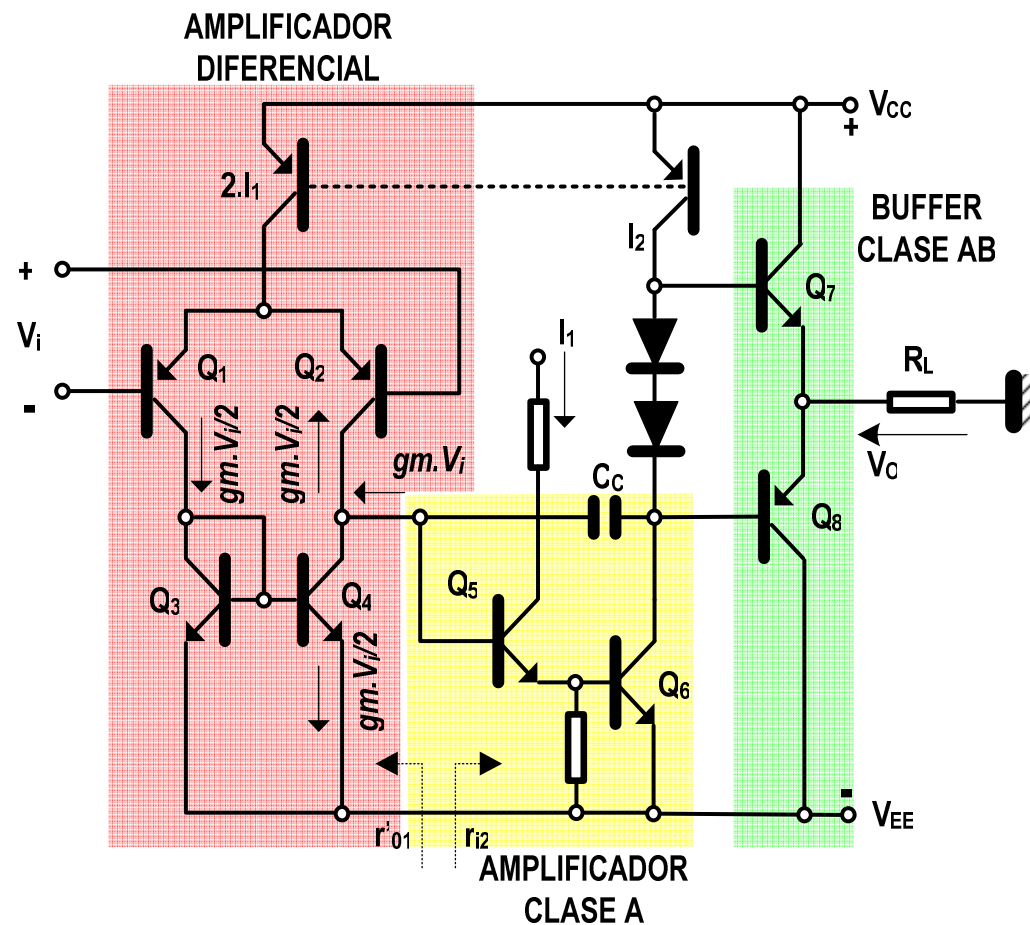 AMPLIFICADOR
DIFERENCIAL
VCC
+
2.I1
I2
BUFFER
CLASE AB
+
Vi
-
Q1
Q2
Q7
I1
RL
gm.Vi/2
gm.Vi/2
gm.Vi
VO
CC
Q8
Q3
Q4
Q5
gm.Vi/2
Q6
-
VEE
r'01
ri2
AMPLIFICADOR
CLASE A